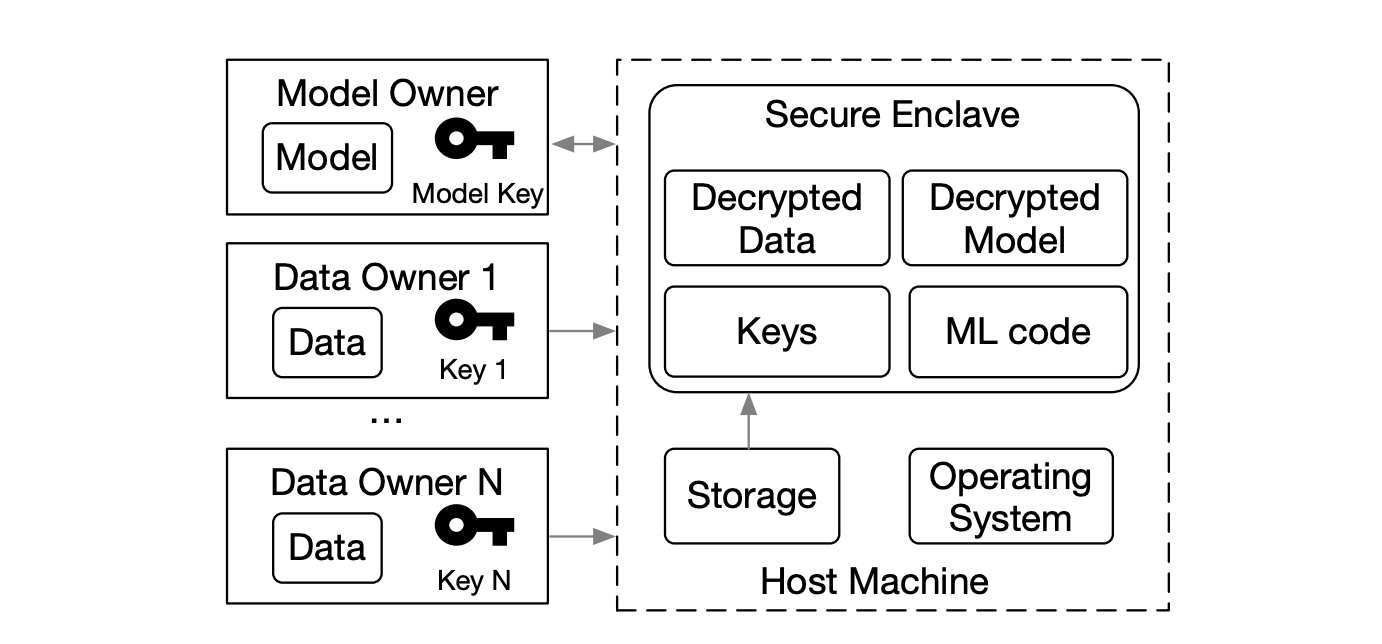 Model Owner
Model
Model Key
Data Owner 1
Data
Key 1
...
Data Owner N
Data
Key N
Secure Enclave
Decrypted
Data
Decrypted
Model
Keys
ML code
Storage
Operating
System
Host Machine